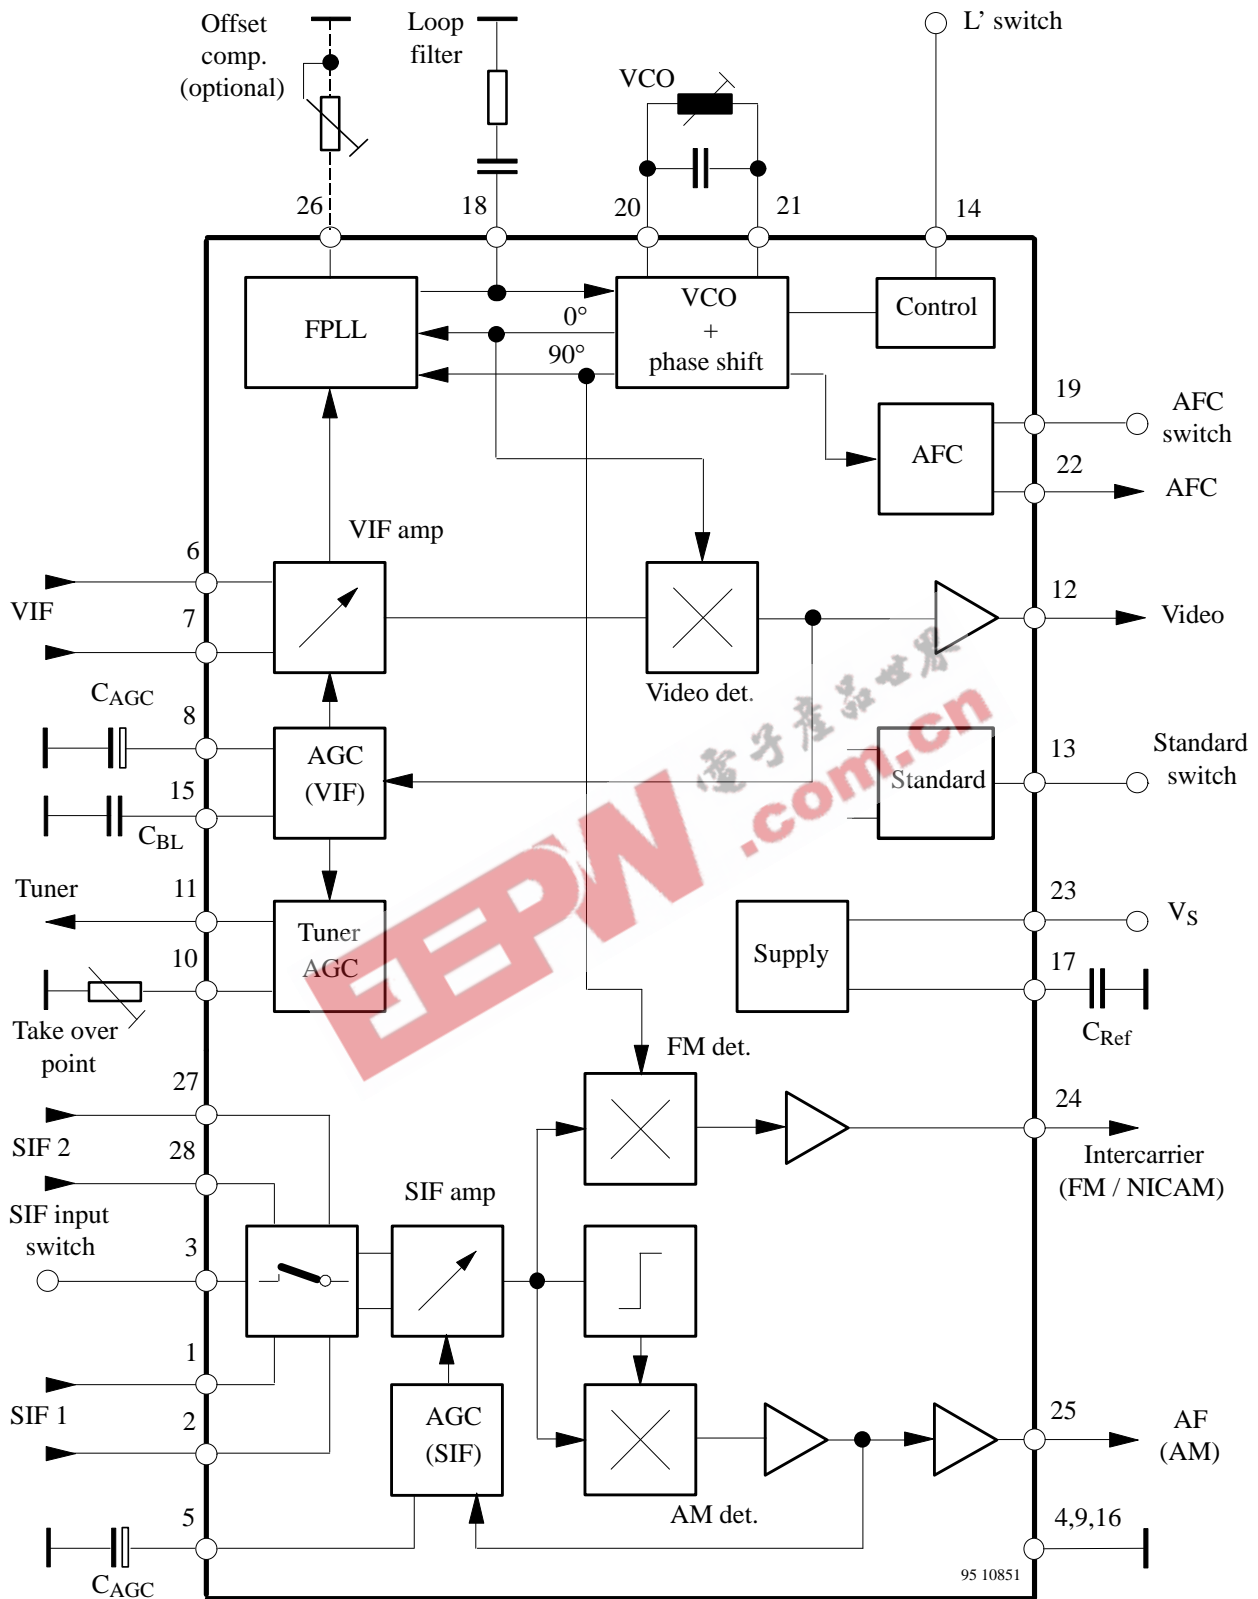 Offset
comp.
(optional)
Loop
filter
VCO
L' switch
26
18
20
21
14
FPLL
0°
90°
VCO
+
phase shift
Control
19
AFC
switch
AFC
22
AFC
VIF amp
6
VIF
7
Video det.
12
Video
CAGC
8
AGC
(VIF)
15
CBL
電子產品世界
.com.cn
EEPW
Standard
13
Standard
switch
Tuner
11
Tuner
AGC
10
Take over
point
Supply
23
VS
17
CRef
FM det.
27
SIF 2
28
SIF input
switch
3
SIF amp
24
Intercarrier
(FM / NICAM)
1
SIF 1
2
AGC
(SIF)
AM det.
25
AF
(AM)
5
CAGC
4,9,16
95 10851